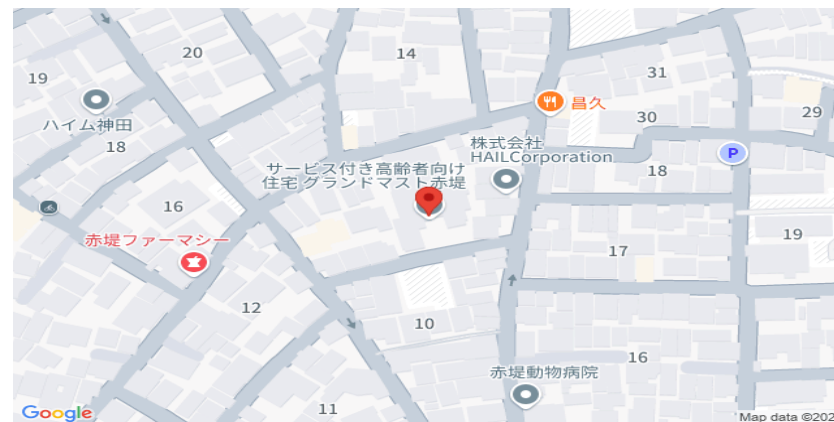 14
20
31
19
昌久
29
ハイム神田
30
株式会社
HAILCorporation
18
P
サービス付き高齢者向け
住宅 グランドマスト赤堤
18
16
赤堤ファーマシー
19
17
12
10
16
赤堤動物病院
11
Google
Map data ©202